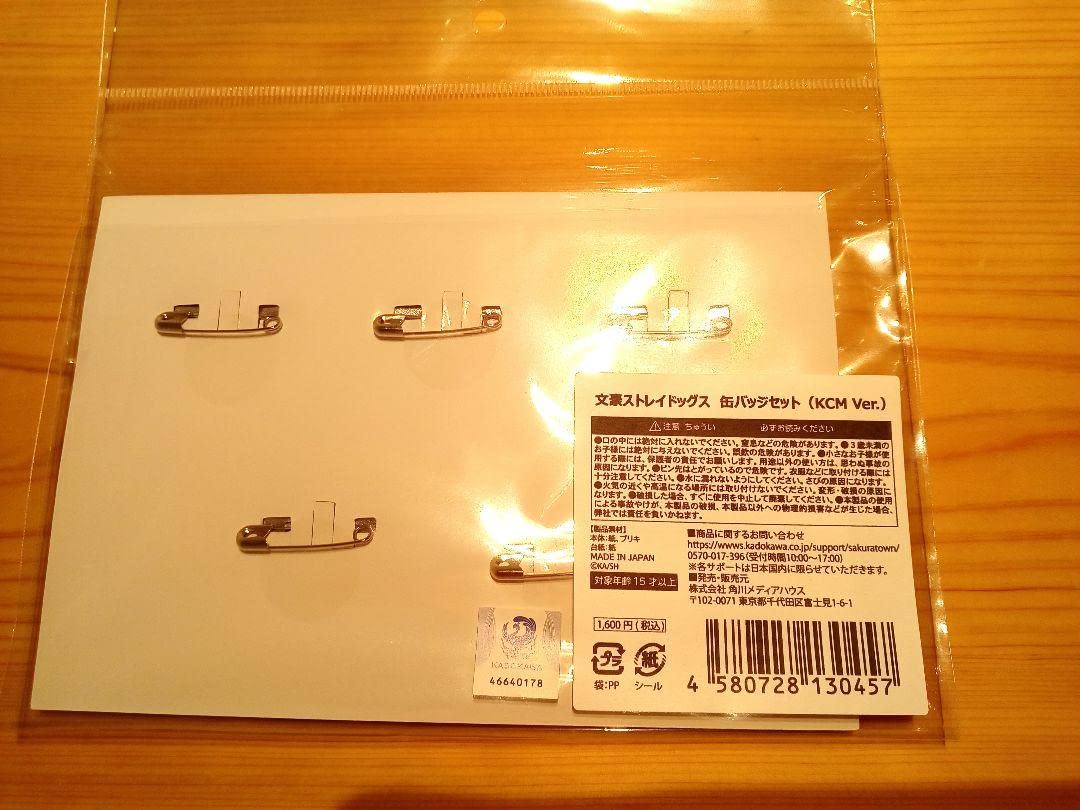 文豪ストレイドッグス 缶バッジセット（KCM Ver.）
⚠注意 ちゅうい 必ずお読みください
●口の中には絶対に入れないでください。窒息などの危険があります。●3歳未満の
お子様には絶対に与えないでください。誤飲の危険があります。●小さなお子様が使
用する際には、保護者の責任でお願いします。用途以外の使い方は、思わぬ事故の
原因になります。●ピン先はとがっているので危険です。衣服などに取り付ける際には
十分注意してください。●水に濡れないようにしてください。さびの原因になります。
●火気の近くや高温になる場所には取り付けないでください。変形・破損の原因に
なります。●破損した場合、すぐに使用を中止して廃棄してください。●本製品の使用
による事故やけが、本製品の破損、本製品以外への物理的損害などが生じた場合、
弊社では責任を負いかねます。
【製品素材】
本体：紙、ブリキ
台紙：紙
MADE IN JAPAN
©KA/SH
対象年齢15才以上
■商品に関するお問い合わせ
https://wwws.kadokawa.co.jp/support/sakuratown/
0570-017-396（受付時間10:00～17:00）
※各サポートは日本国内に限らせていただきます。
■発売・販売元
株式会社 角川メディアハウス
〒102-0071 東京都千代田区富士見1-6-1
1,600円（税込）
プラ
紙
袋：PP
シール
4 580728 130457
KADOKAWA
46640178